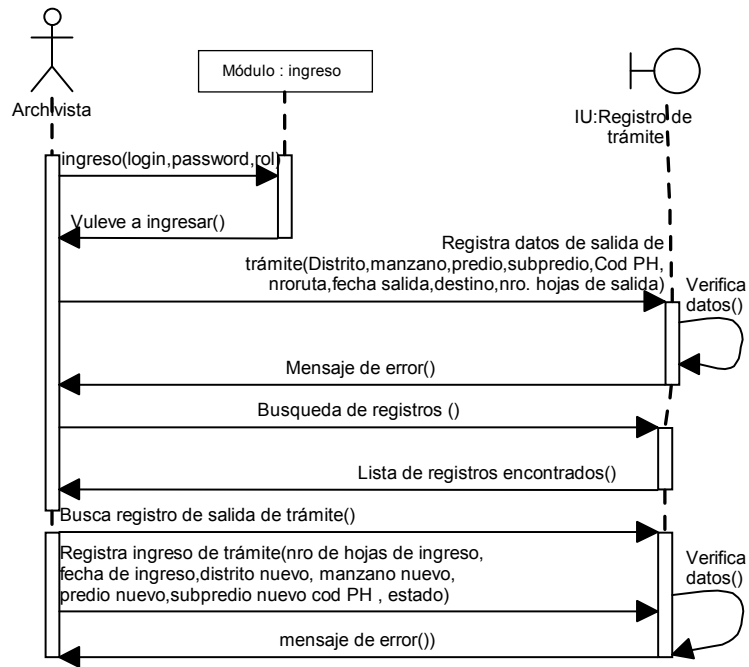 Módulo : ingreso
Archivista
IU:Registro de
trámite
ingreso(login,password,rol)
Vuleve a ingresar()
Registra datos de salida de
trámite(Distrito,manzano,predio,subpredio,Cod PH,
nroruta,fecha salida,destino,nro. hojas de salida)
Verifica
datos()
Mensaje de error()
Busqueda de registros ()
Lista de registros encontrados()
Busca registro de salida de trámite()
Registra ingreso de trámite(nro de hojas de ingreso,
fecha de ingreso,distrito nuevo, manzano nuevo,
predio nuevo,subpredio nuevo cod PH , estado)
Verifica
datos()
mensaje de error())